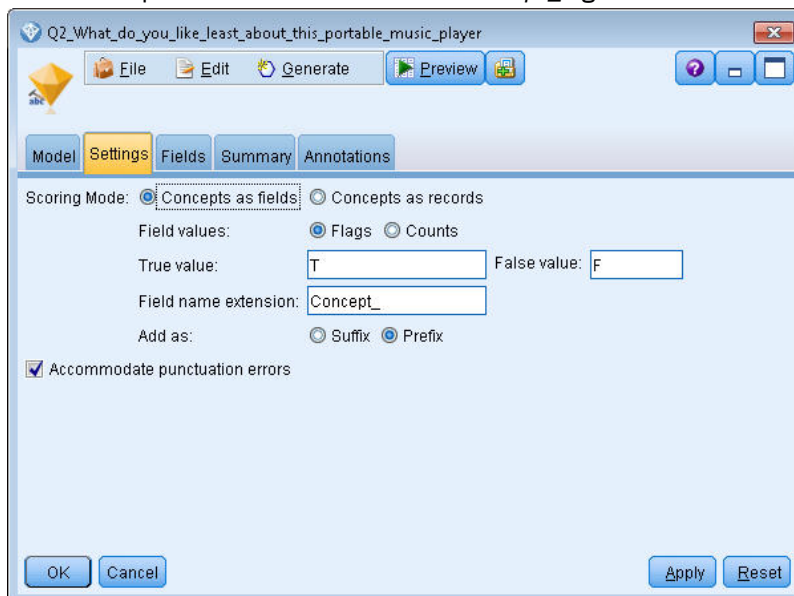 Q2_What_do_you_like_least_about_this_portable_music_player
File Edit Generate Preview
abc
Model Settings Fields Summary Annotations
Scoring Mode: Concepts as fields Concepts as records
Field values: Flags Counts
True value: T False value: F
Field name extension: Concept_
Add as: Suffix Prefix
Accommodate punctuation errors
OK Cancel Apply Reset